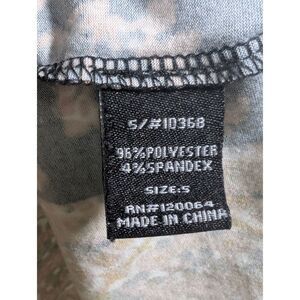 S/#10368
96%POLYESTER
4%SPANDEX
SIZE:S
RN#120064
MADE IN CHINA